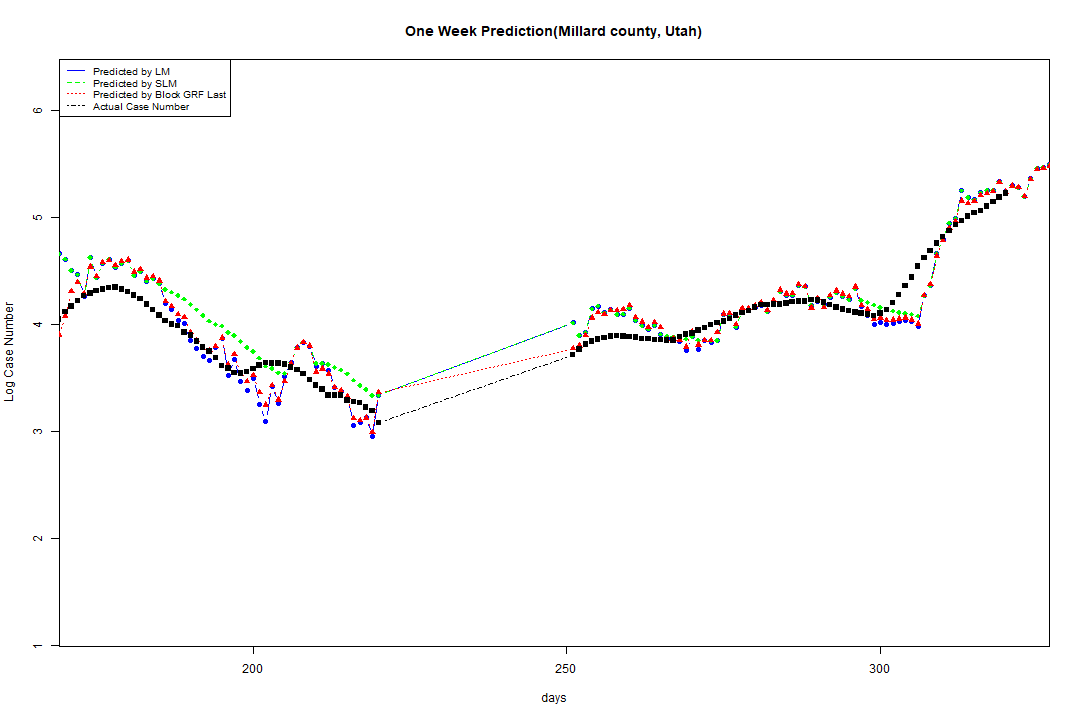 One Week Prediction(Millard county, Utah)
Predicted by LM
Predicted by SLM
Predicted by Block GRF Last
Actual Case Number
6
5
4
3
2
1
Log Case Number
200
250
300
days